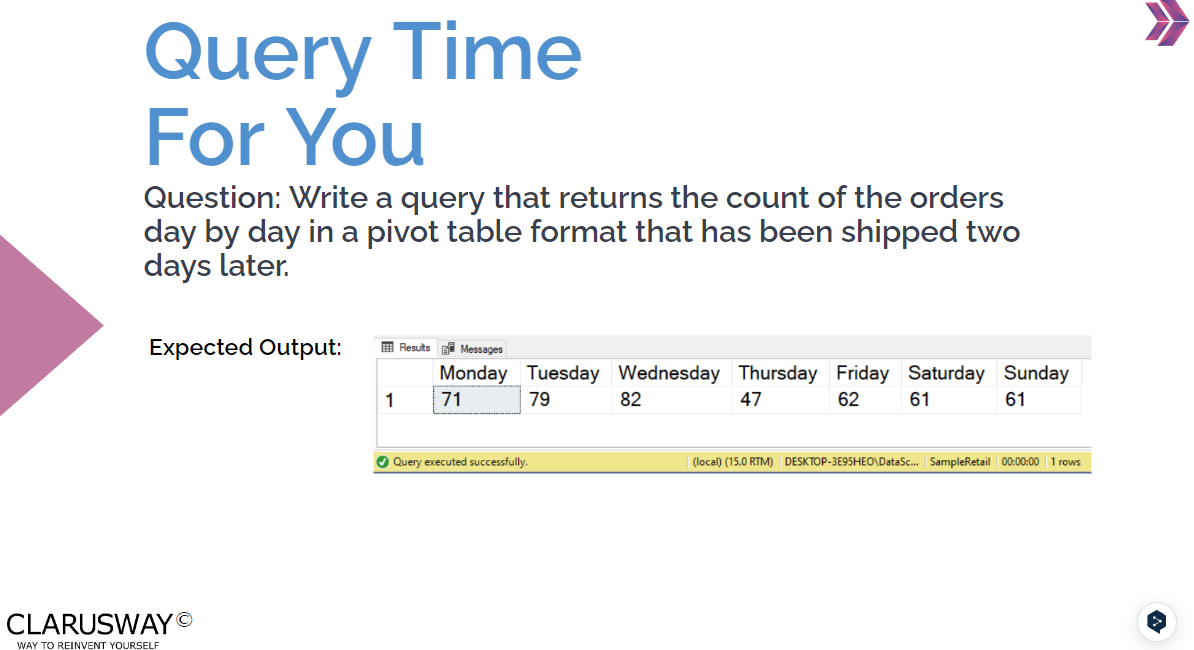 Query Time
For You
Question: Write a query that returns the count of the orders
day by day in a pivot table format that has been shipped two
days later.
Expected Output:
Results Messages
Monday Tuesday Wednesday Thursday Friday Saturday Sunday
1 71 79 82 47 62 61 61
Query executed successfully. (local) (15.0 RTM) DESKTOP-3E95HEO\DataSc... SampleRetail 00:00:00 1 rows
CLARUSWAY©
WAY TO REINVENT YOURSELF